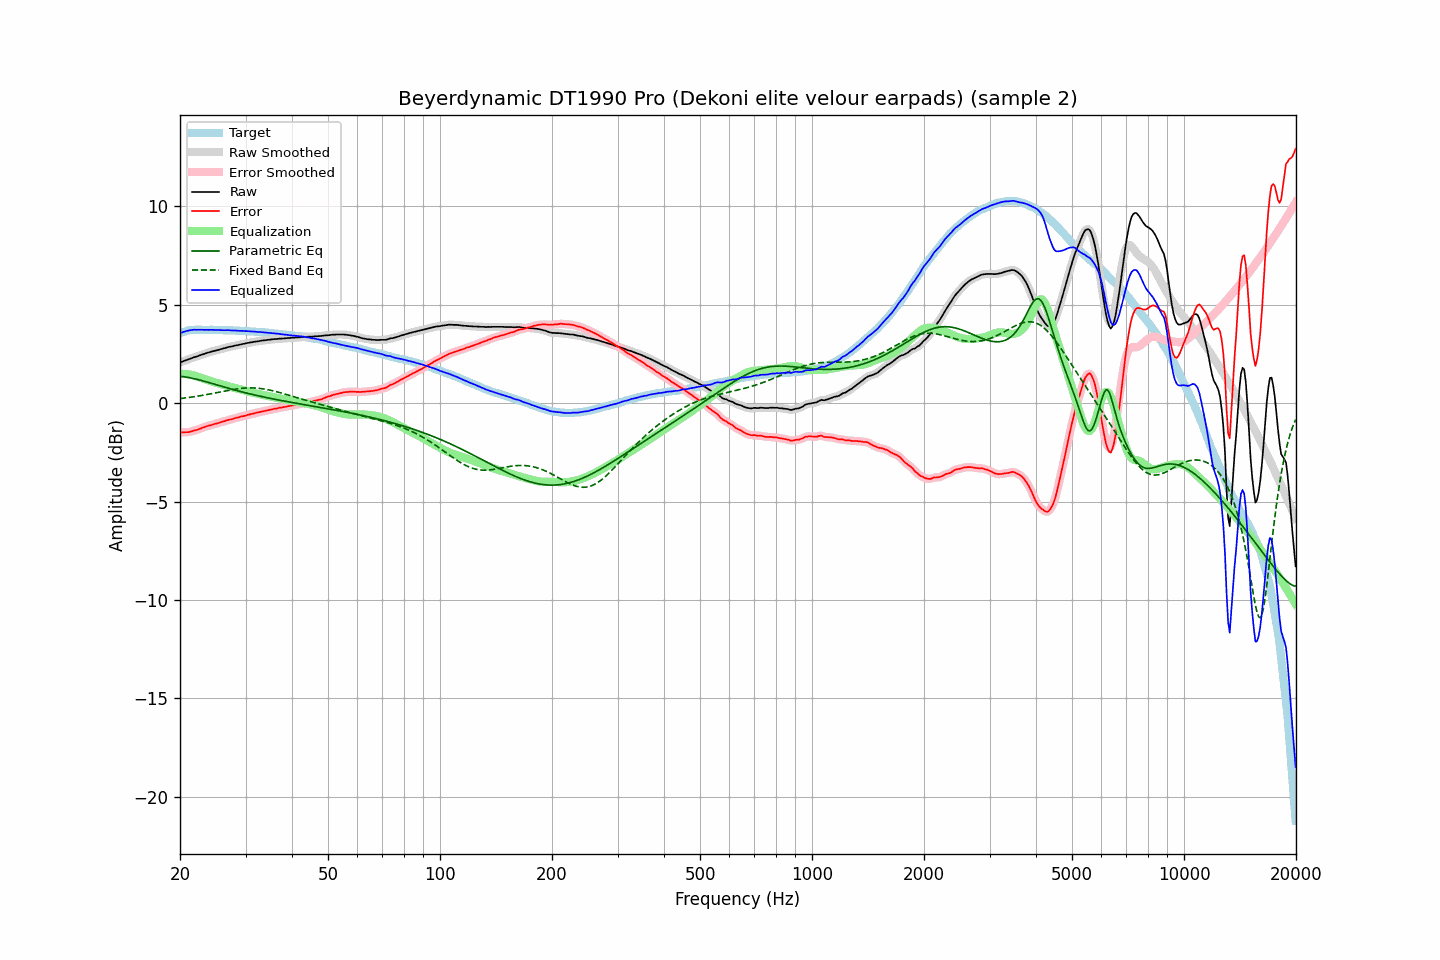 Beyerdynamic DT1990 Pro (Dekoni elite velour earpads) (sample 2)
Target
Raw Smoothed
Error Smoothed
Raw
Error
Equalization
Parametric Eq
Fixed Band Eq
Equalized
10
5
0
−5
−10
−15
−20
Amplitude (dBr)
20 50 100 200 500 1000 2000 5000 10000 20000
Frequency (Hz)